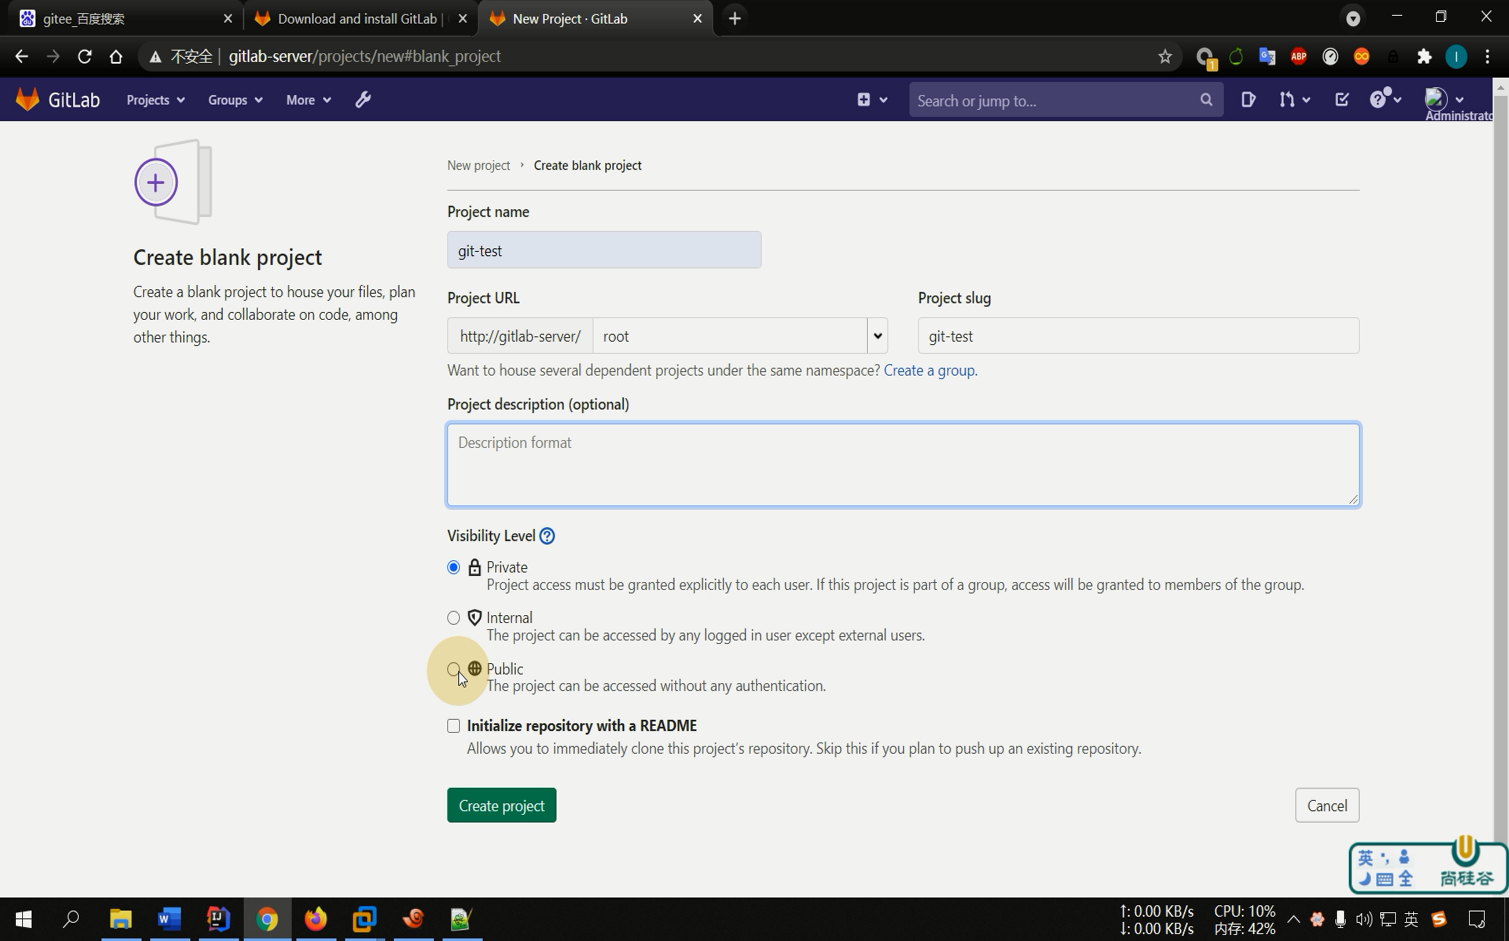 gitee_百度搜索
Download and install GitLab |
New Project · GitLab
不安全 | gitlab-server/projects/new#blank_project
ABP
1
I
GitLab
Projects
Groups
More
Search or jump to...
Administrato
New project › Create blank project
Project name
git-test
Create blank project
Create a blank project to house your files, plan
your work, and collaborate on code, among
other things.
Project URL
Project slug
http://gitlab-server/
root
git-test
Want to house several dependent projects under the same namespace? Create a group.
Project description (optional)
Description format
Visibility Level
Private
Project access must be granted explicitly to each user. If this project is part of a group, access will be granted to members of the group.
Internal
The project can be accessed by any logged in user except external users.
Public
The project can be accessed without any authentication.
Initialize repository with a README
Allows you to immediately clone this project's repository. Skip this if you plan to push up an existing repository.
Create project
Cancel
英
全
尚硅谷
↑: 0.00 KB/s
↓: 0.00 KB/s
CPU: 10%
内存: 42%
英